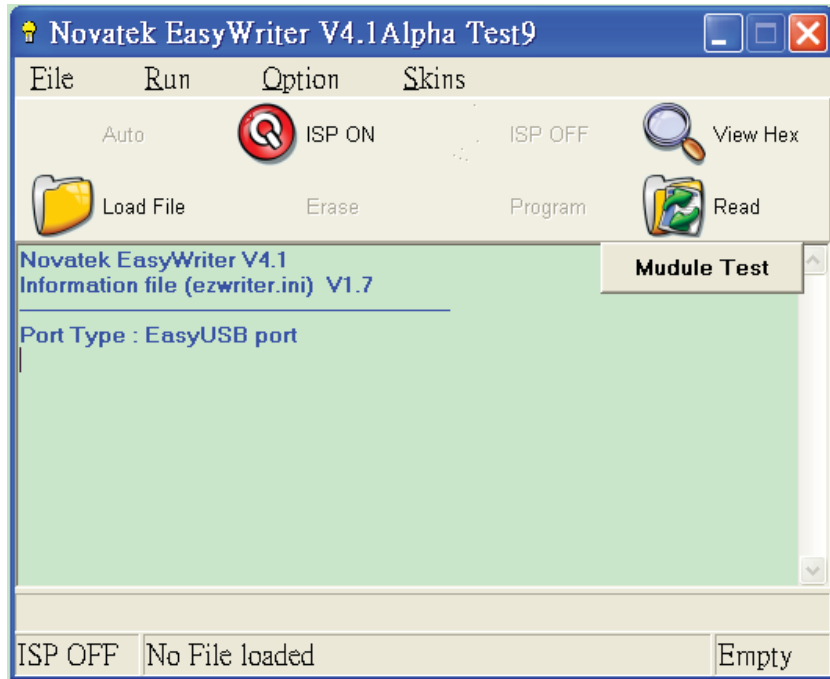 Novatek EasyWriter V4.1Alpha Test9
File Run Option Skins
Auto ISP ON ISP OFF View Hex
Load File Erase Program Read
Mudule Test
Novatek EasyWriter V4.1
Information file (ezwriter.ini) V1.7
Port Type : EasyUSB port
ISP OFF No File loaded Empty